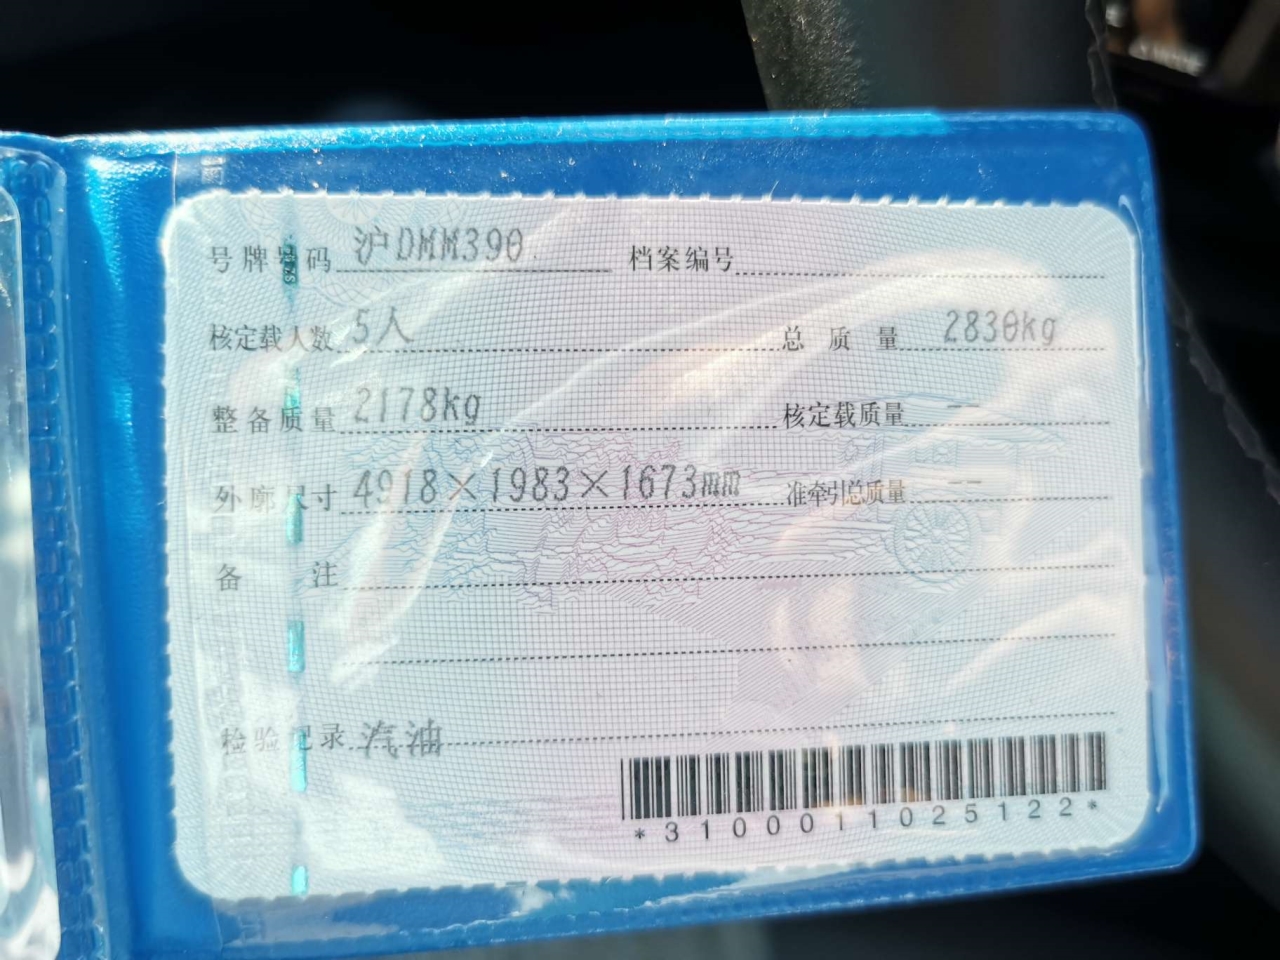 号牌号码 沪DMM390 档案编号
核定载人数 5人 总质量 2830kg
整备质量 2178kg 核定载质量 --
外廓尺寸 4918×1983×1673mm 准牵引总质量 --
备注
检验记录 汽油
*3100011025122*